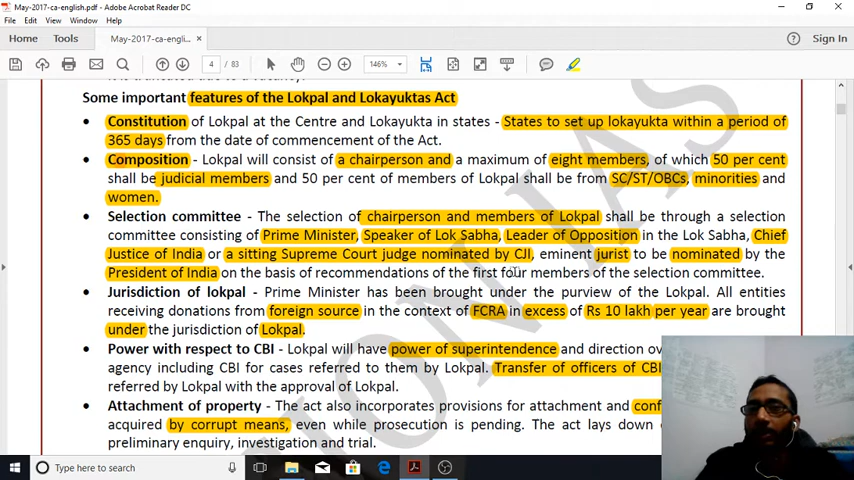 May-2017-ca-english.pdf - Adobe Acrobat Reader DC
File Edit View Window Help
Home Tools May-2017-ca-engli... × Sign In
4 / 83 146%
Some important features of the Lokpal and Lokayuktas Act
• Constitution of Lokpal at the Centre and Lokayukta in states - States to set up lokayukta within a period of
365 days from the date of commencement of the Act.
• Composition - Lokpal will consist of a chairperson and a maximum of eight members, of which 50 per cent
shall be judicial members and 50 per cent of members of Lokpal shall be from SC/ST/OBCs, minorities and
women.
• Selection committee - The selection of chairperson and members of Lokpal shall be through a selection
committee consisting of Prime Minister, Speaker of Lok Sabha, Leader of Opposition in the Lok Sabha, Chief
Justice of India or a sitting Supreme Court judge nominated by CJI, eminent jurist to be nominated by the
President of India on the basis of recommendations of the first four members of the selection committee.
• Jurisdiction of lokpal - Prime Minister has been brought under the purview of the Lokpal. All entities
receiving donations from foreign source in the context of FCRA in excess of Rs 10 lakh per year are brought
under the jurisdiction of Lokpal.
• Power with respect to CBI - Lokpal will have power of superintendence and direction ov
agency including CBI for cases referred to them by Lokpal. Transfer of officers of CBI
referred by Lokpal with the approval of Lokpal.
• Attachment of property - The act also incorporates provisions for attachment and conf
acquired by corrupt means, even while prosecution is pending. The act lays down
preliminary enquiry, investigation and trial.
Type here to search